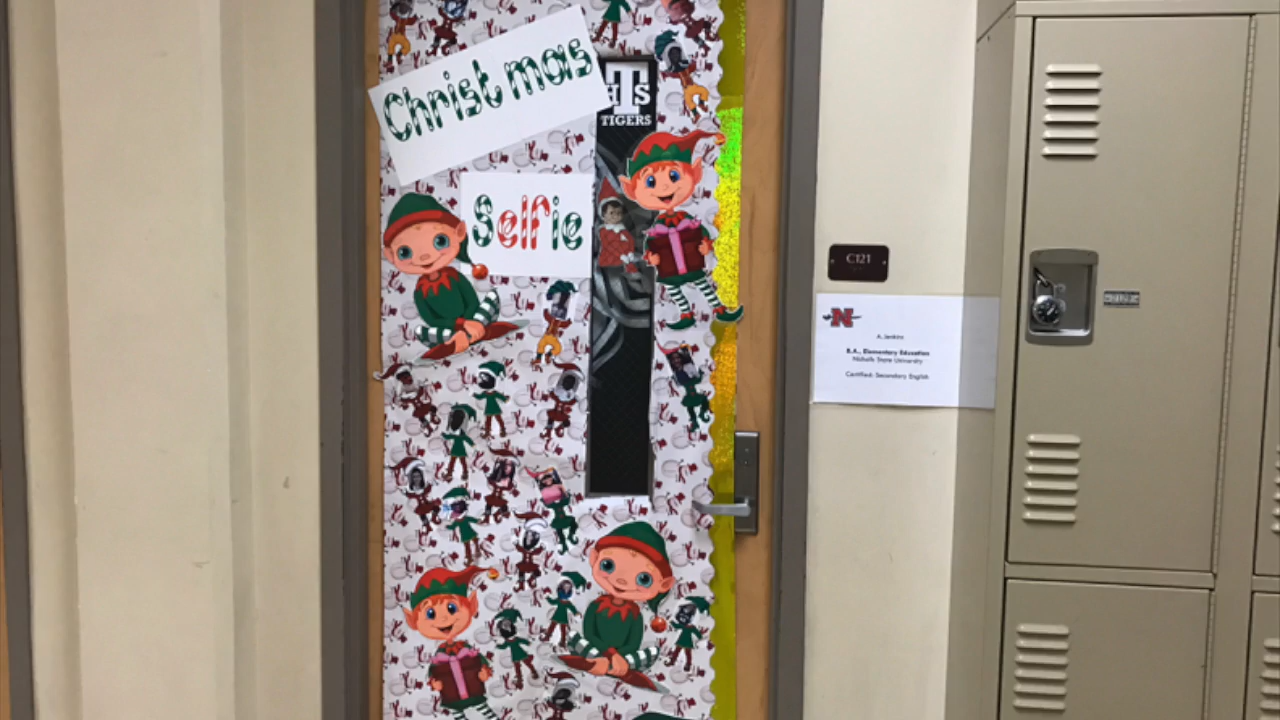 Christmas
HTS
TIGERS
Selfie
C121
N
A. Jenkins
B.A., Elementary Education
Nicholls State University
Certified: Secondary English